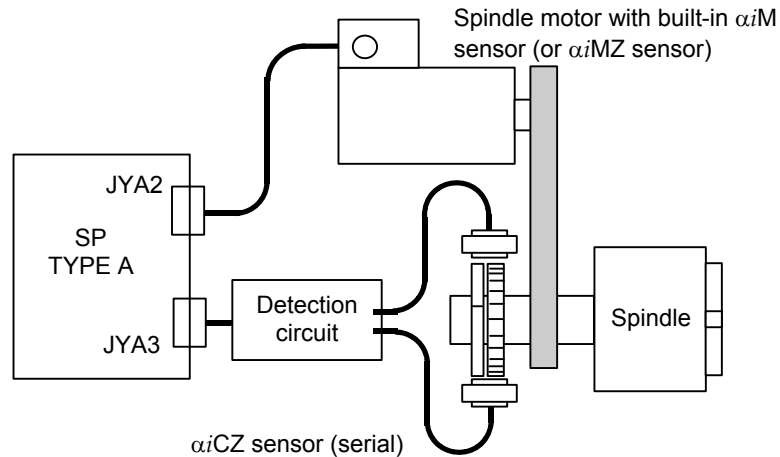 Spindle motor with built-in αiM
sensor (or αiMZ sensor)
JYA2
SP
TYPE A
JYA3
Detection
circuit
Spindle
αiCZ sensor (serial)